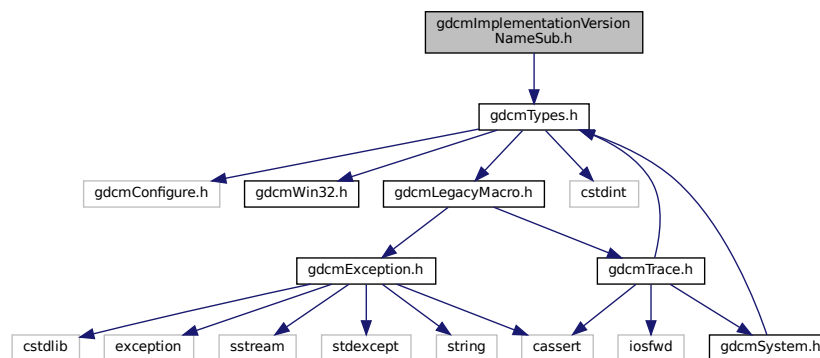 gdcmImplementationVersion
NameSub.h
gdcmTypes.h
gdcmConfigure.h
gdcmWin32.h
gdcmLegacyMacro.h
cstdint
gdcmException.h
gdcmTrace.h
cstdlib
exception
sstream
stdexcept
string
cassert
iosfwd
gdcmSystem.h